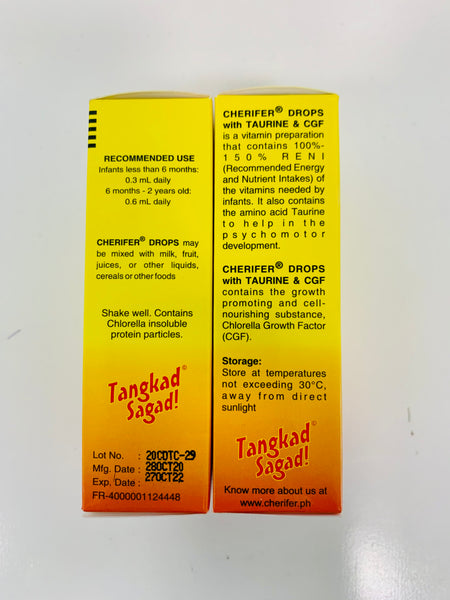 RECOMMENDED USE
Infants less than 6 months:
0.3 mL daily
6 months - 2 years old:
0.6 mL daily
CHERIFER® DROPS may
be mixed with milk, fruit,
juices, or other liquids,
cereals or other foods
Shake well. Contains
Chlorella insoluble
protein particles.
Tangkad©
Sagad!
Lot No. : 20CDTC-29
Mfg. Date : 28OCT20
Exp. Date : 27OCT22
FR-4000001124448
CHERIFER® DROPS
with TAURINE & CGF
is a vitamin preparation
that contains 100%-
150% RENI
(Recommended Energy
and Nutrient Intakes) of
the vitamins needed by
infants. It also contains
the amino acid Taurine
to help in the
psychomotor
development.
CHERIFER® DROPS
with TAURINE & CGF
contains the growth
promoting and cell-
nourishing substance,
Chlorella Growth Factor
(CGF).
Storage:
Store at temperatures
not exceeding 30°C,
away from direct
sunlight
Tangkad©
Sagad!
Know more about us at
www.cherifer.ph